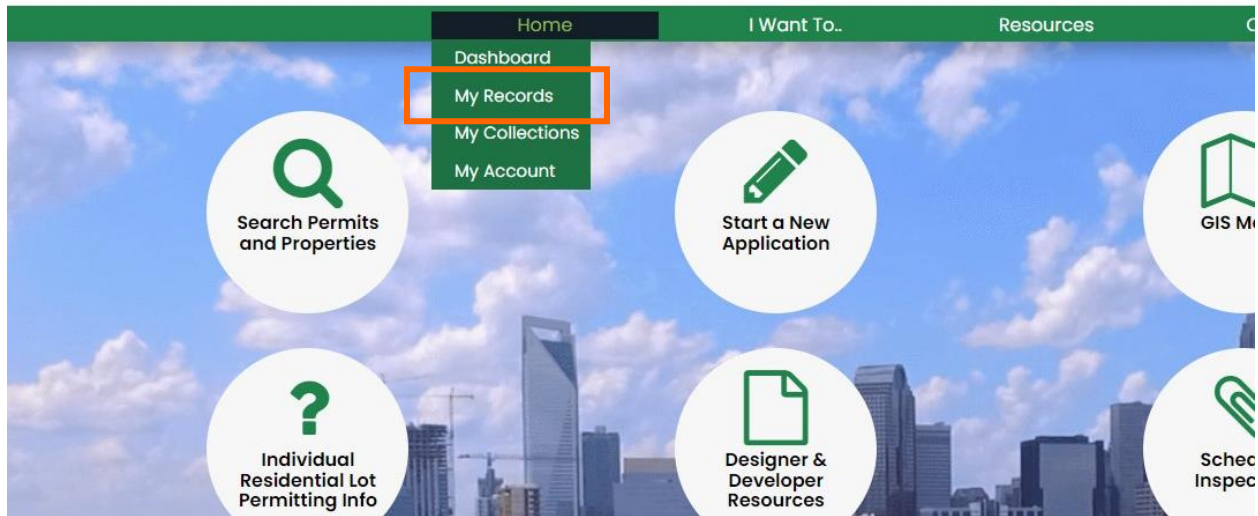 Home
I Want To..
Resources
Dashboard
My Records
My Collections
My Account
Search Permits
and Properties
Start a New
Application
GIS
Individual
Residential Lot
Permitting Info
Designer &
Developer
Resources